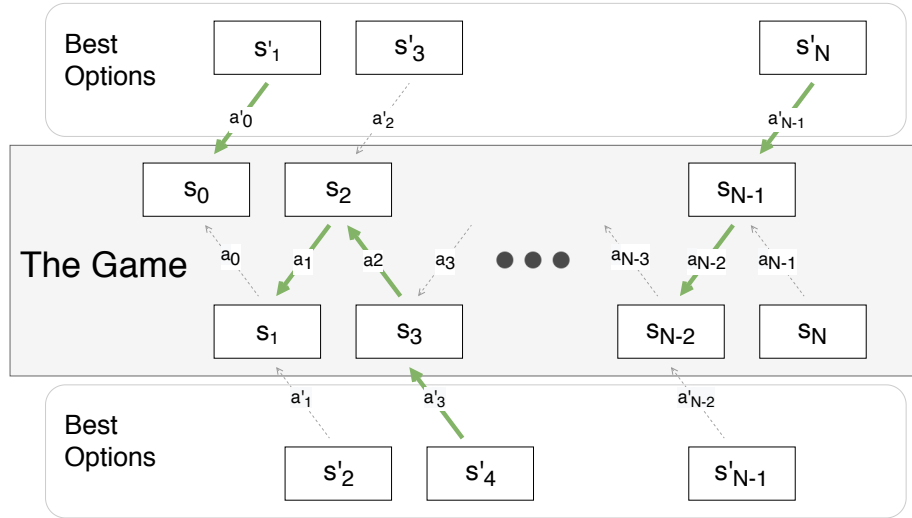 Best
Options
s'1
s'3
s'N
a'0
a'2
a'N-1
s0
s2
sN-1
The Game
a0
a1
a2
a3
aN-3
aN-2
aN-1
s1
s3
sN-2
sN
a'1
a'3
a'N-2
Best
Options
s'2
s'4
s'N-1